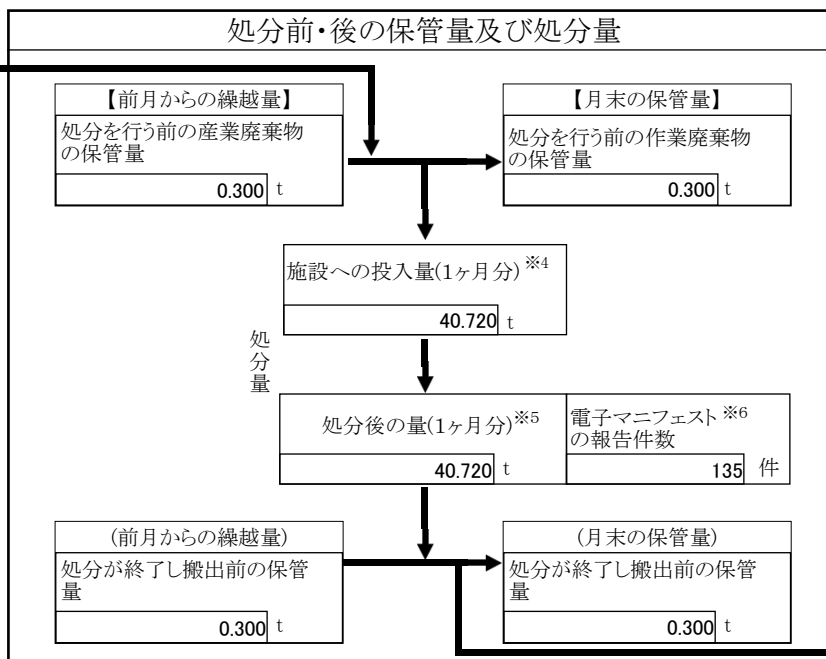 処分前・後の保管量及び処分量
【前月からの繰越量】
処分を行う前の産業廃棄物
の保管量
0.300 t
【月末の保管量】
処分を行う前の作業廃棄物
の保管量
0.300 t
施設への投入量(1ヶ月分)※4
40.720 t
処分量
処分後の量(1ヶ月分)※5
40.720 t
電子マニフェスト※6
の報告件数
135 件
(前月からの繰越量)
処分が終了し搬出前の保管
量
0.300 t
(月末の保管量)
処分が終了し搬出前の保管
量
0.300 t